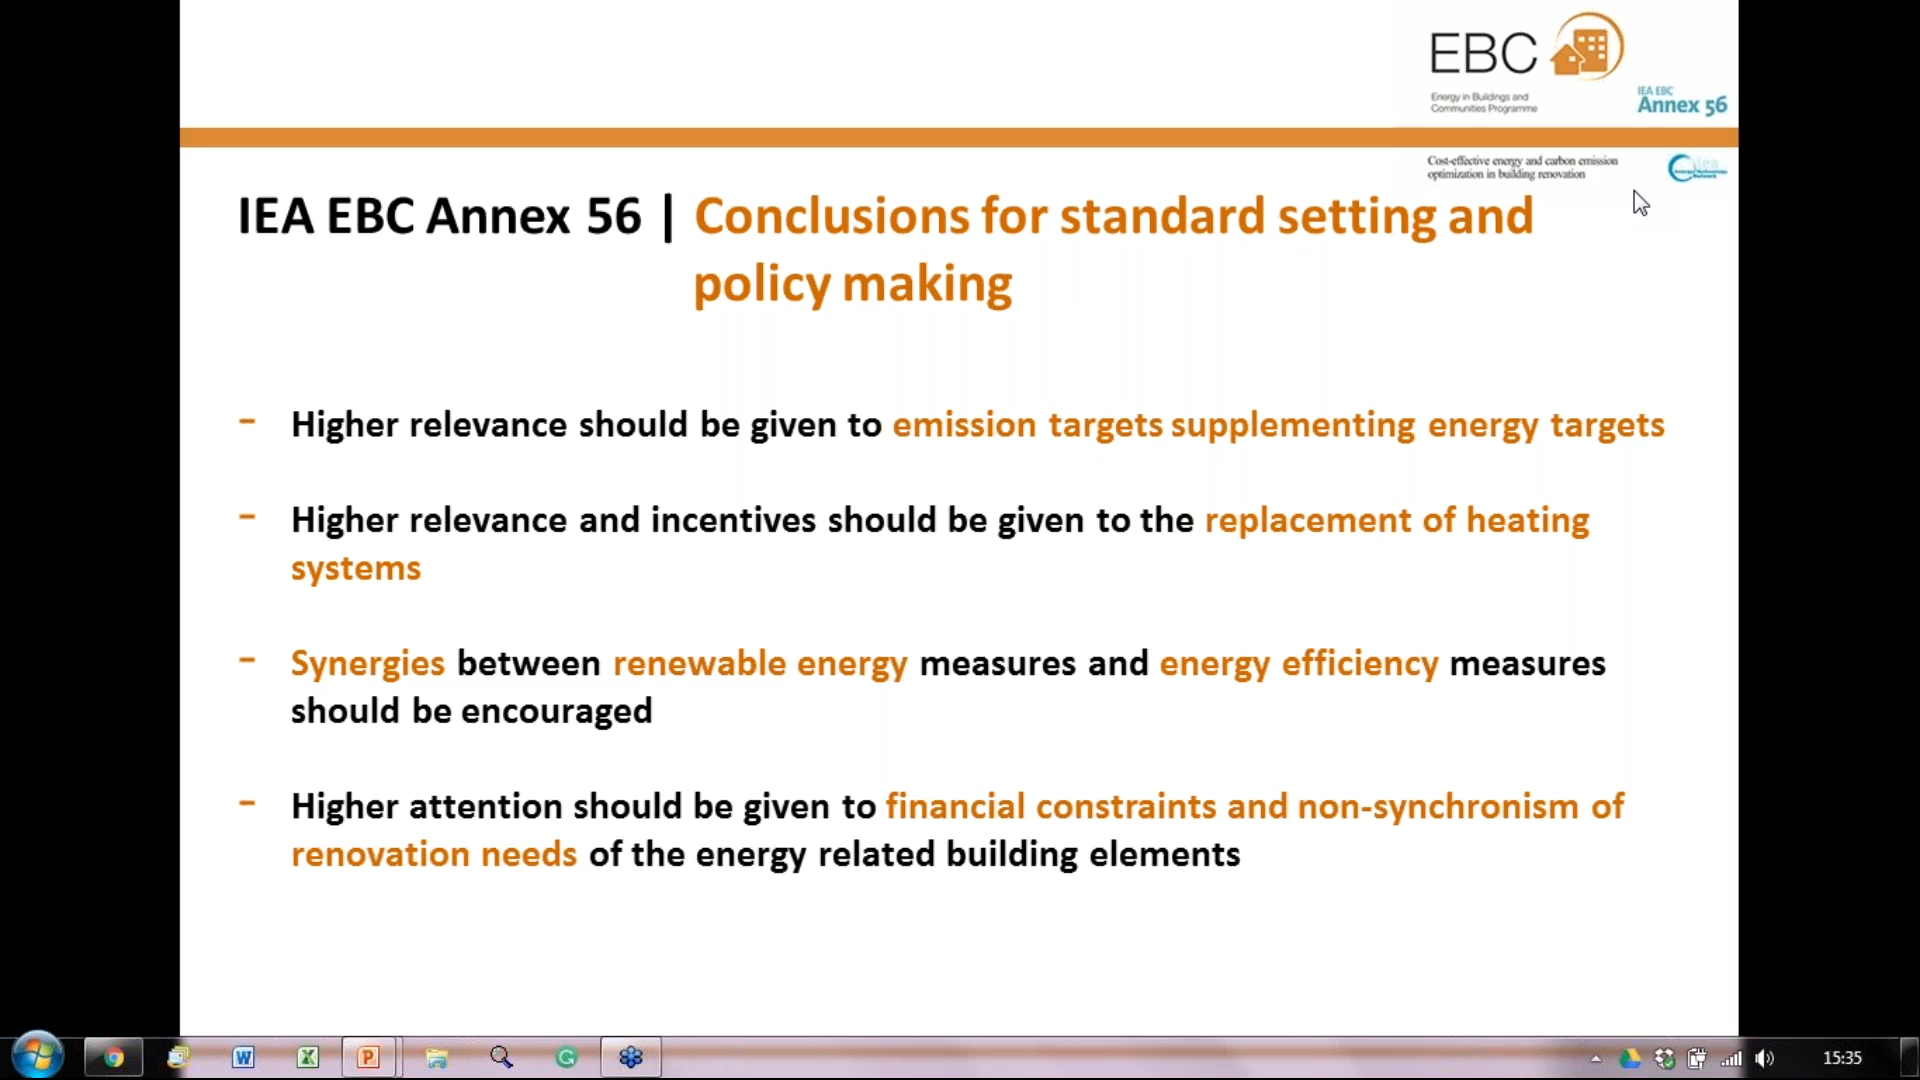 EBC
Energy in Buildings and
Communities Programme
IEA EBC
Annex 56
Cost-effective energy and carbon emission
optimization in building renovation
iea
IEA EBC Annex 56 | Conclusions for standard setting and
policy making
- Higher relevance should be given to emission targets supplementing energy targets
- Higher relevance and incentives should be given to the replacement of heating
systems
- Synergies between renewable energy measures and energy efficiency measures
should be encouraged
- Higher attention should be given to financial constraints and non-synchronism of
renovation needs of the energy related building elements
15:35